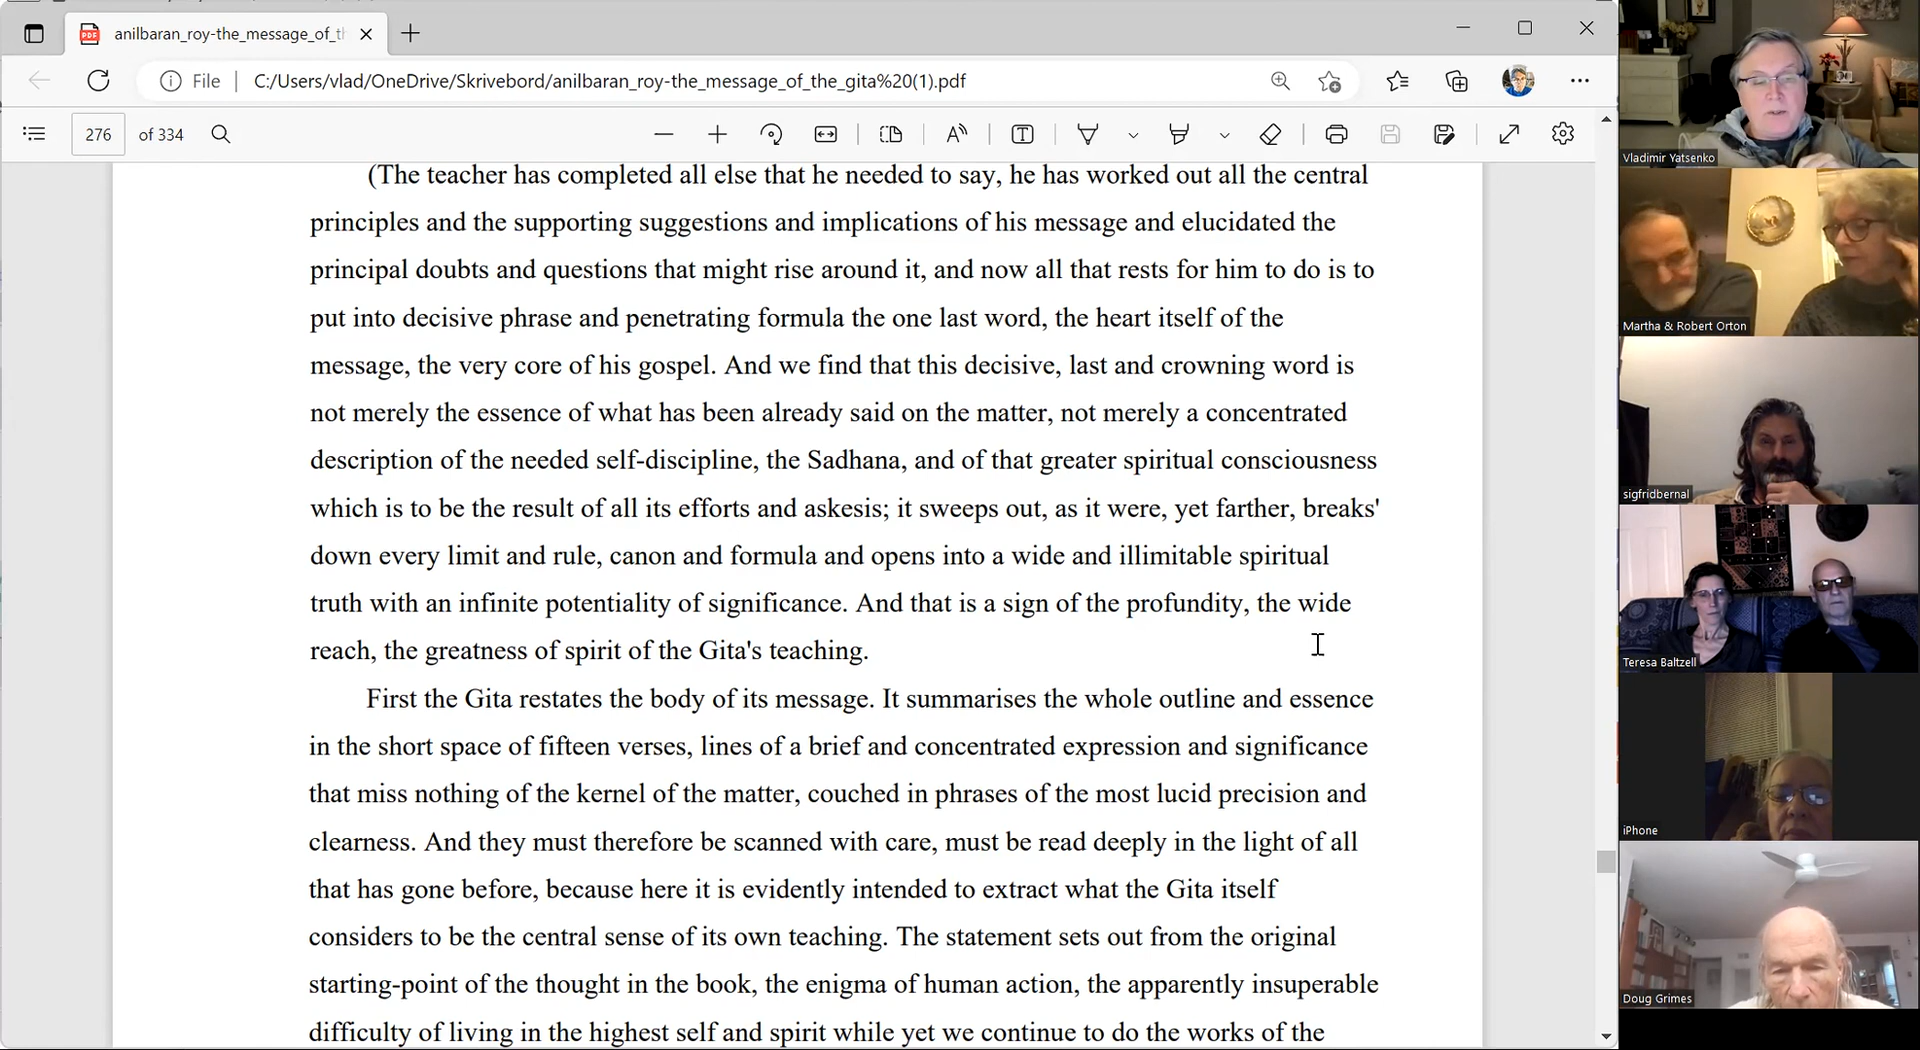 anilbaran_roy-the_message_of_th
File
C:/Users/vlad/OneDrive/Skrivebord/anilbaran_roy-the_message_of_the_gita%20(1).pdf
276 of 334
(The teacher has completed all else that he needed to say, he has worked out all the central
principles and the supporting suggestions and implications of his message and elucidated the
principal doubts and questions that might rise around it, and now all that rests for him to do is to
put into decisive phrase and penetrating formula the one last word, the heart itself of the
message, the very core of his gospel. And we find that this decisive, last and crowning word is
not merely the essence of what has been already said on the matter, not merely a concentrated
description of the needed self-discipline, the Sadhana, and of that greater spiritual consciousness
which is to be the result of all its efforts and askesis; it sweeps out, as it were, yet farther, breaks'
down every limit and rule, canon and formula and opens into a wide and illimitable spiritual
truth with an infinite potentiality of significance. And that is a sign of the profundity, the wide
reach, the greatness of spirit of the Gita's teaching.
First the Gita restates the body of its message. It summarises the whole outline and essence
in the short space of fifteen verses, lines of a brief and concentrated expression and significance
that miss nothing of the kernel of the matter, couched in phrases of the most lucid precision and
clearness. And they must therefore be scanned with care, must be read deeply in the light of all
that has gone before, because here it is evidently intended to extract what the Gita itself
considers to be the central sense of its own teaching. The statement sets out from the original
starting-point of the thought in the book, the enigma of human action, the apparently insuperable
difficulty of living in the highest self and spirit while yet we continue to do the works of the
Vladimir Yatsenko
Martha & Robert Orton
sigfridbernal
Teresa Baltzell
iPhone
Doug Grimes